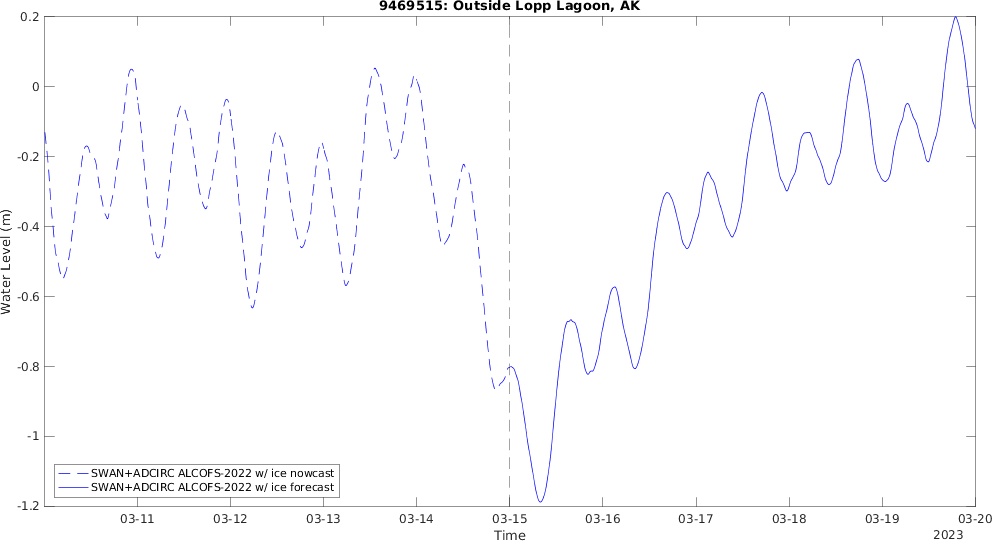 9469515: Outside Lopp Lagoon, AK
0.2
0
-0.2
-0.4
-0.6
-0.8
-1
-1.2
Water Level (m)
SWAN+ADCIRC ALCOFS-2022 w/ ice nowcast
SWAN+ADCIRC ALCOFS-2022 w/ ice forecast
03-11 03-12 03-13 03-14 03-15 03-16 03-17 03-18 03-19 03-20
Time
2023